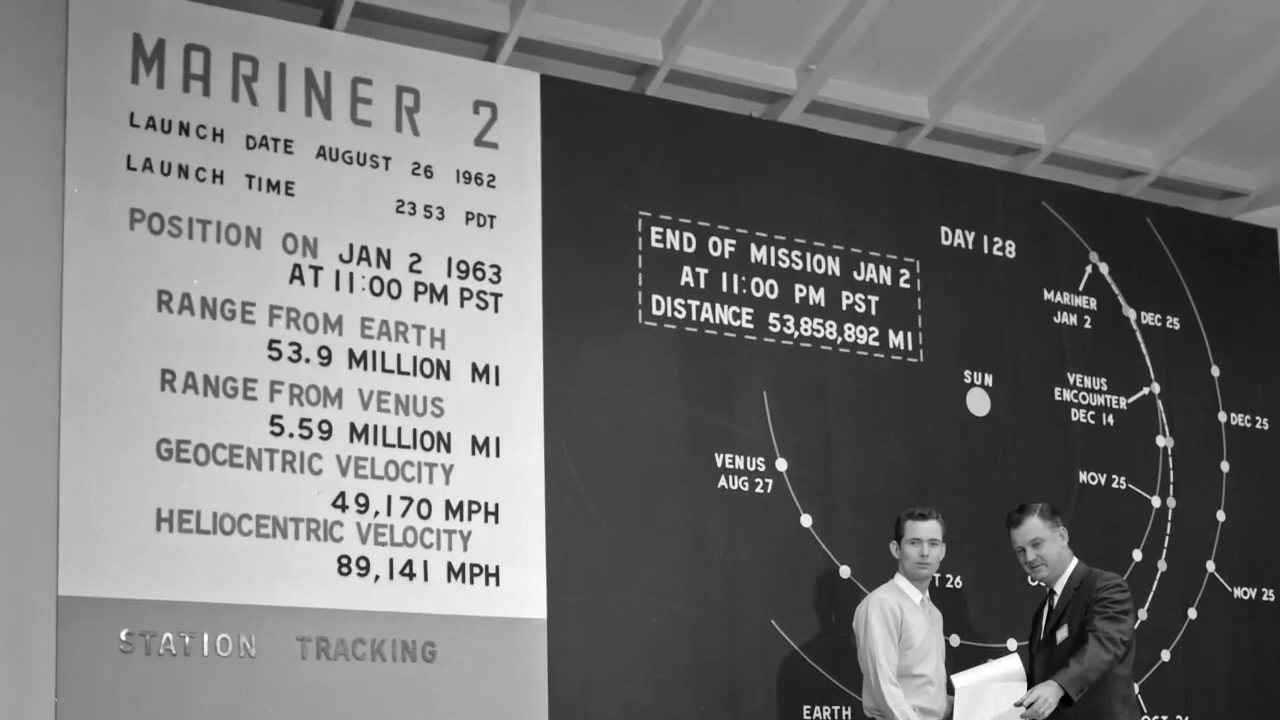 MARINER 2
LAUNCH DATE AUGUST 26 1962
LAUNCH TIME 2353 PDT
POSITION ON JAN 2 1963
AT 11:00 PM PST
RANGE FROM EARTH
53.9 MILLION MI
RANGE FROM VENUS
5.59 MILLION MI
GEOCENTRIC VELOCITY
49,170 MPH
HELIOCENTRIC VELOCITY
89,141 MPH
STATION TRACKING
END OF MISSION JAN 2
AT 11:00 PM PST
DISTANCE 53,858,892 MI
DAY 128
MARINER
JAN 2
DEC 25
SUN
VENUS
ENCOUNTER
DEC 14
DEC 25
VENUS
AUG 27
NOV 25
T 26
NOV 25
EARTH